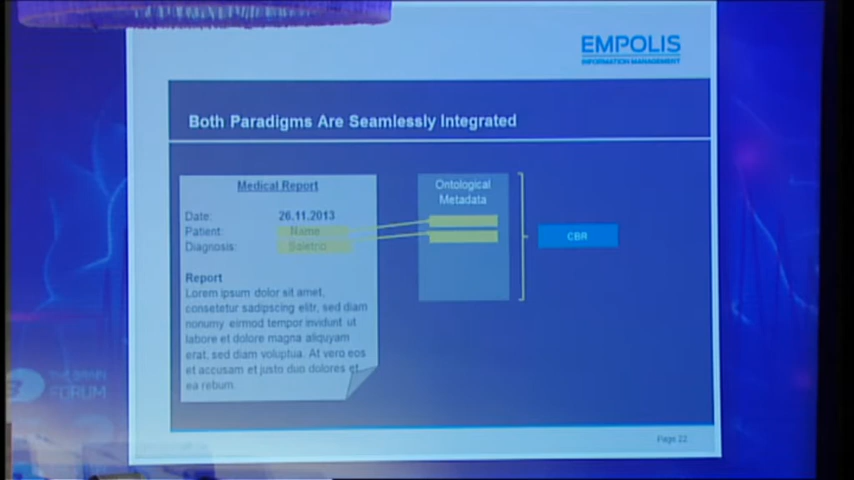 EMPOLIS
INFORMATION MANAGEMENT
Both Paradigms Are Seamlessly Integrated
Medical Report
Date: 26.11.2013
Patient: Name
Diagnosis:
Report
Lorem ipsum dolor sit amet,
consetetur sadipscing elitr, sed diam
nonumy eirmod tempor invidunt ut
labore et dolore magna aliquyam
erat, sed diam voluptua. At vero eos
et accusam et justo duo dolores et
ea rebum.
Ontological
Metadata
CBR
THE BRAIN
FORUM
Page 22